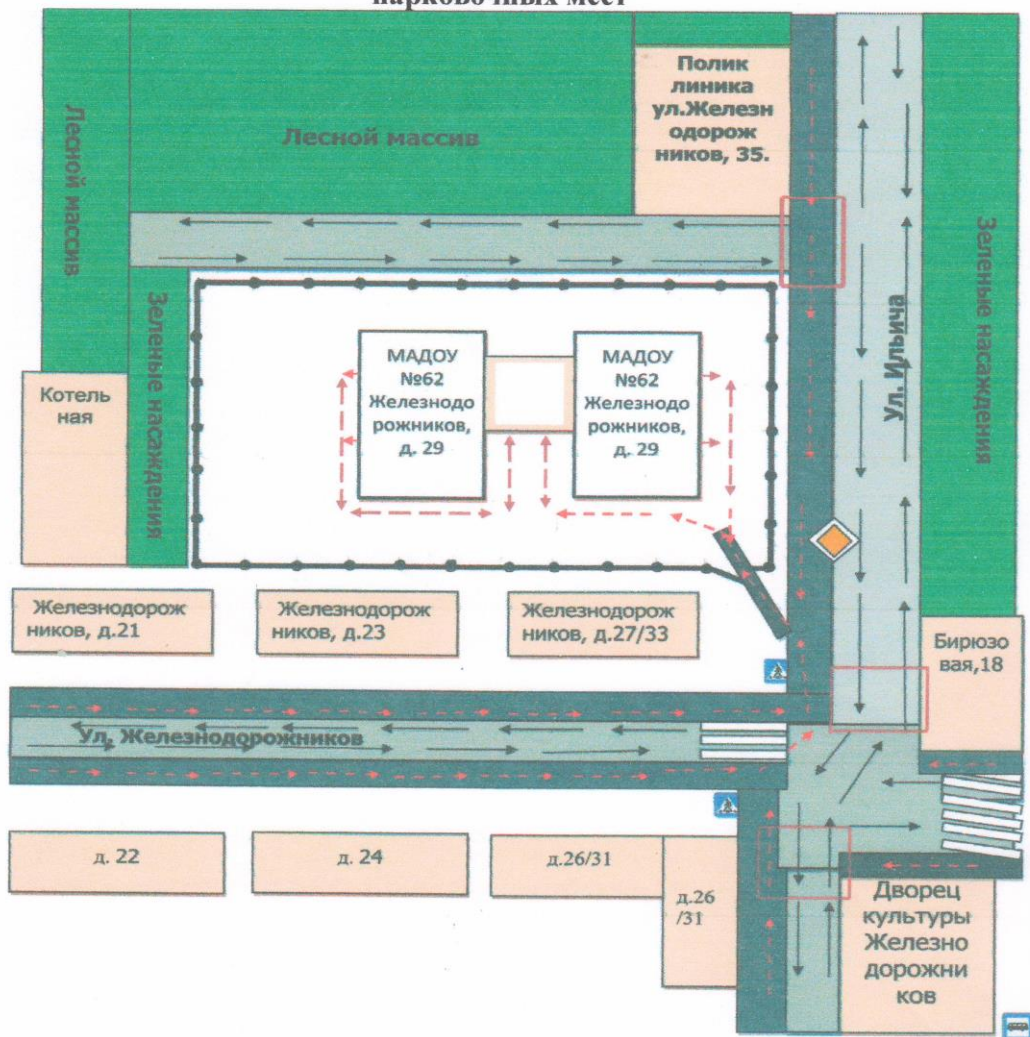 парковочных мест
Полик
линика
ул.Железн
одорож
ников, 35.
Лесной массив
Лесной массив
Зеленые насаждения
Ул. Ильича
Зеленые насаждения
МАДОУ
№62
Железнодо
рожников,
д. 29
МАДОУ
№62
Железнодо
рожников,
д. 29
Котель
ная
Железнодорож
ников, д.21
Железнодорож
ников, д.23
Железнодорож
ников, д.27/33
Бирюзо
вая,18
Ул. Железнодорожников
д. 22
д. 24
д.26/31
д.26
/31
Дворец
культуры
Железно
дорожни
ков